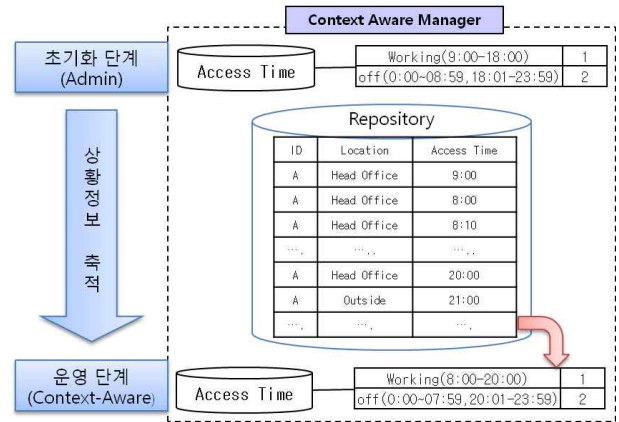 Context Aware Manager
초기화 단계
(Admin)
Access Time
Working(9:00-18:00) 1
off(0:00~08:59,18:01-23:59) 2
상황정보 축적
Repository
ID Location Access Time
A Head Office 9:00
A Head Office 8:00
A Head Office 8:10
…. ….. …..
A Head Office 20:00
A Outside 21:00
…. …. ….
운영 단계
(Context-Aware)
Access Time
Working(8:00-20:00) 1
off(0:00~07:59,20:01-23:59) 2